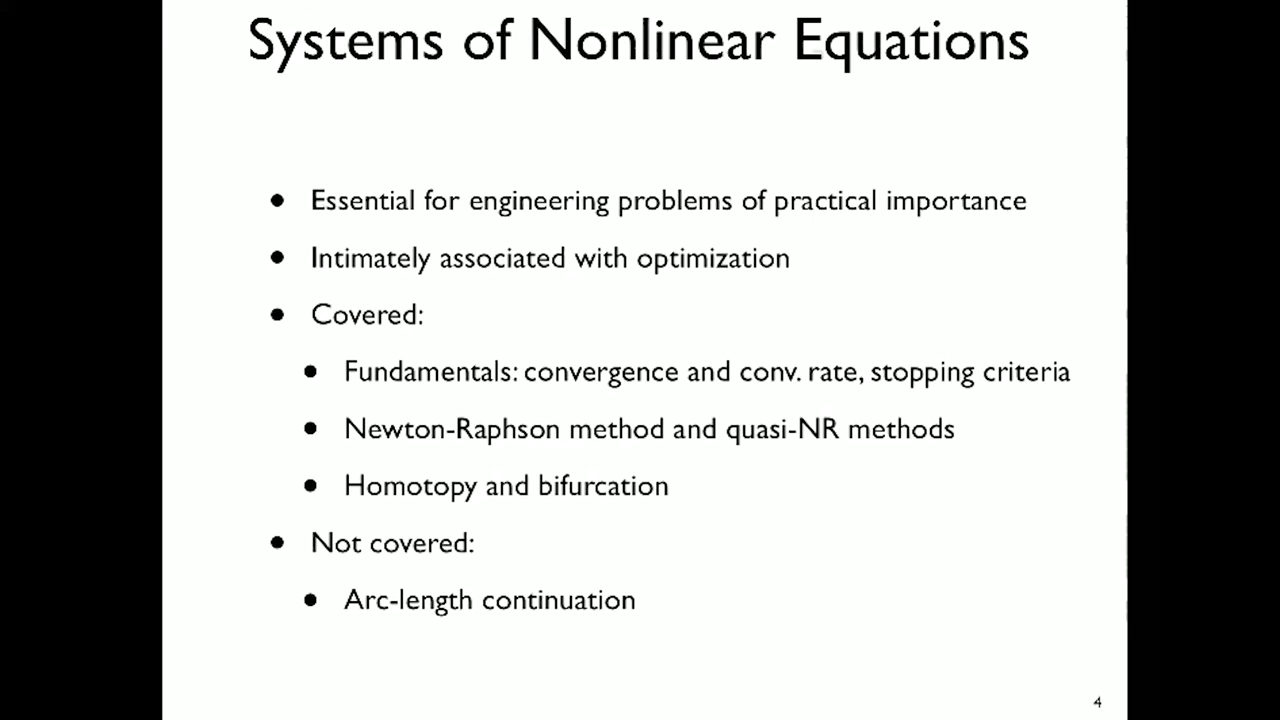 Systems of Nonlinear Equations
• Essential for engineering problems of practical importance
• Intimately associated with optimization
• Covered:
• Fundamentals: convergence and conv. rate, stopping criteria
• Newton-Raphson method and quasi-NR methods
• Homotopy and bifurcation
• Not covered:
• Arc-length continuation
4